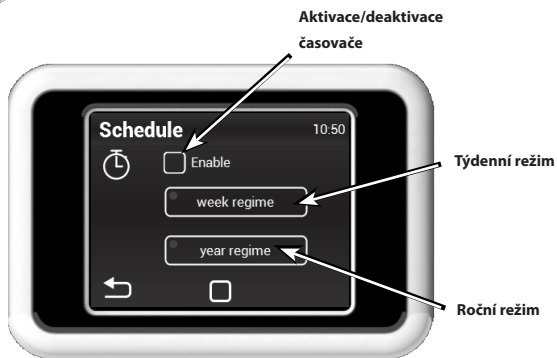 Aktivace/deaktivace
časovače
Schedule 10:50
Enable
week regime
Týdenní režim
year regime
Roční režim